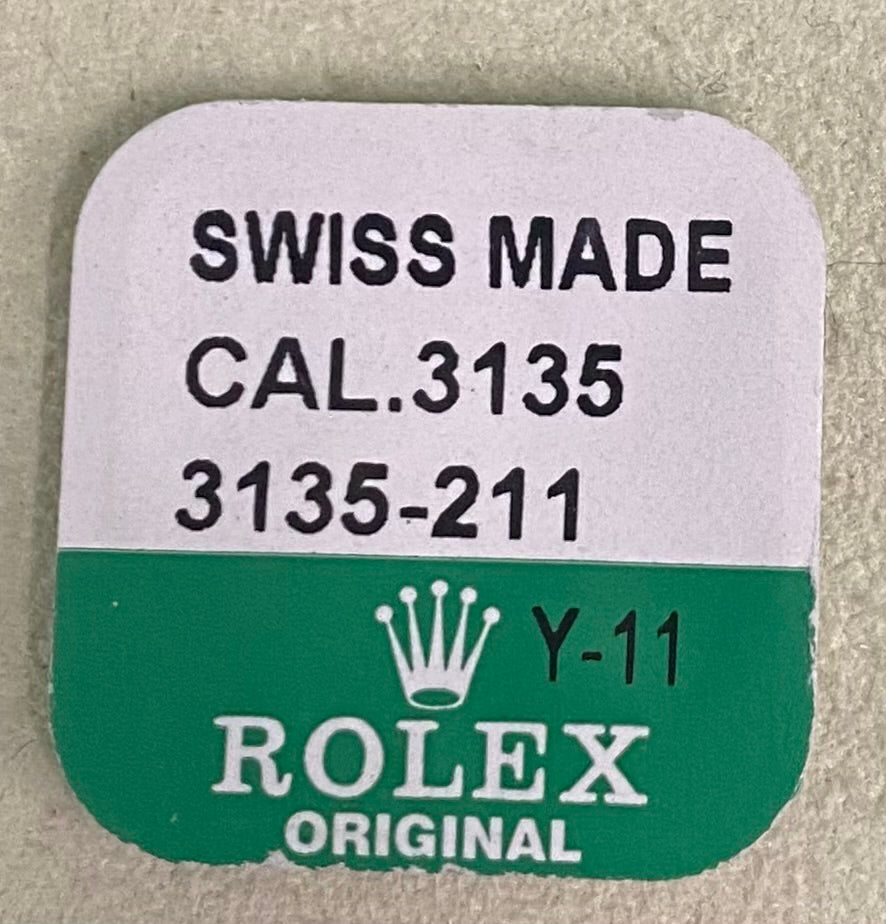 SWISS MADE
CAL.3135
3135-211
Y-11
ROLEX
ORIGINAL